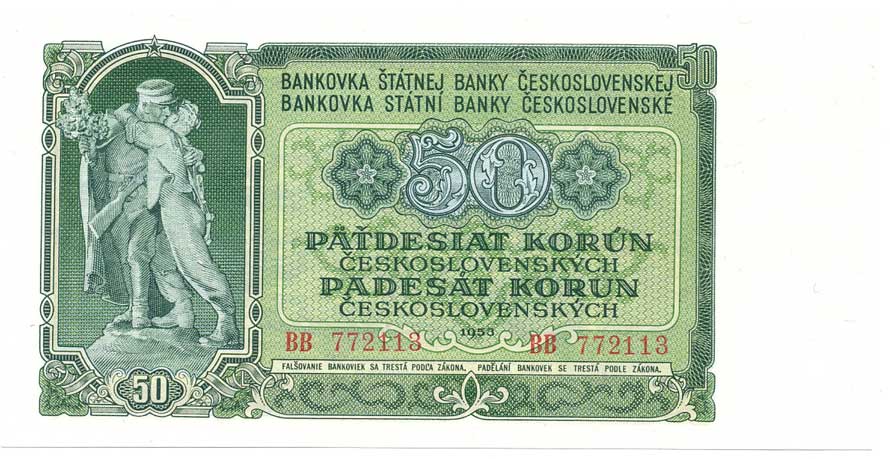 50
BANKOVKA ŠTÁTNEJ BANKY ČESKOSLOVENSKEJ
BANKOVKA STÁTNÍ BANKY ČESKOSLOVENSKÉ
50
PÄŤDESIAT KORÚN
ČESKOSLOVENSKÝCH
PADESÁT KORUN
ČESKOSLOVENSKÝCH
1953
BB 772113 BB 772113
FALŠOVANIE BANKOVIEK SA TRESTÁ PODĽA ZÁKONA. PADĚLÁNÍ BANKOVEK SE TRESTÁ PODLE ZÁKONA.
50